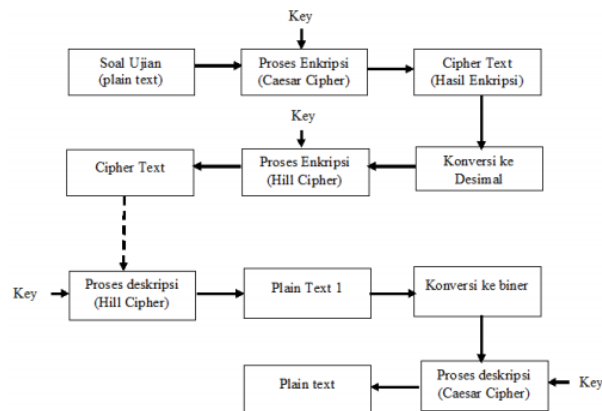 Key
Soal Ujian
(plain text)
Proses Enkripsi
(Caesar Cipher)
Cipher Text
(Hasil Enkripsi)
Key
Cipher Text
Proses Enkripsi
(Hill Cipher)
Konversi ke
Desimal
Key
Proses deskripsi
(Hill Cipher)
Plain Text 1
Konversi ke biner
Plain text
Proses deskripsi
(Caesar Cipher)
Key